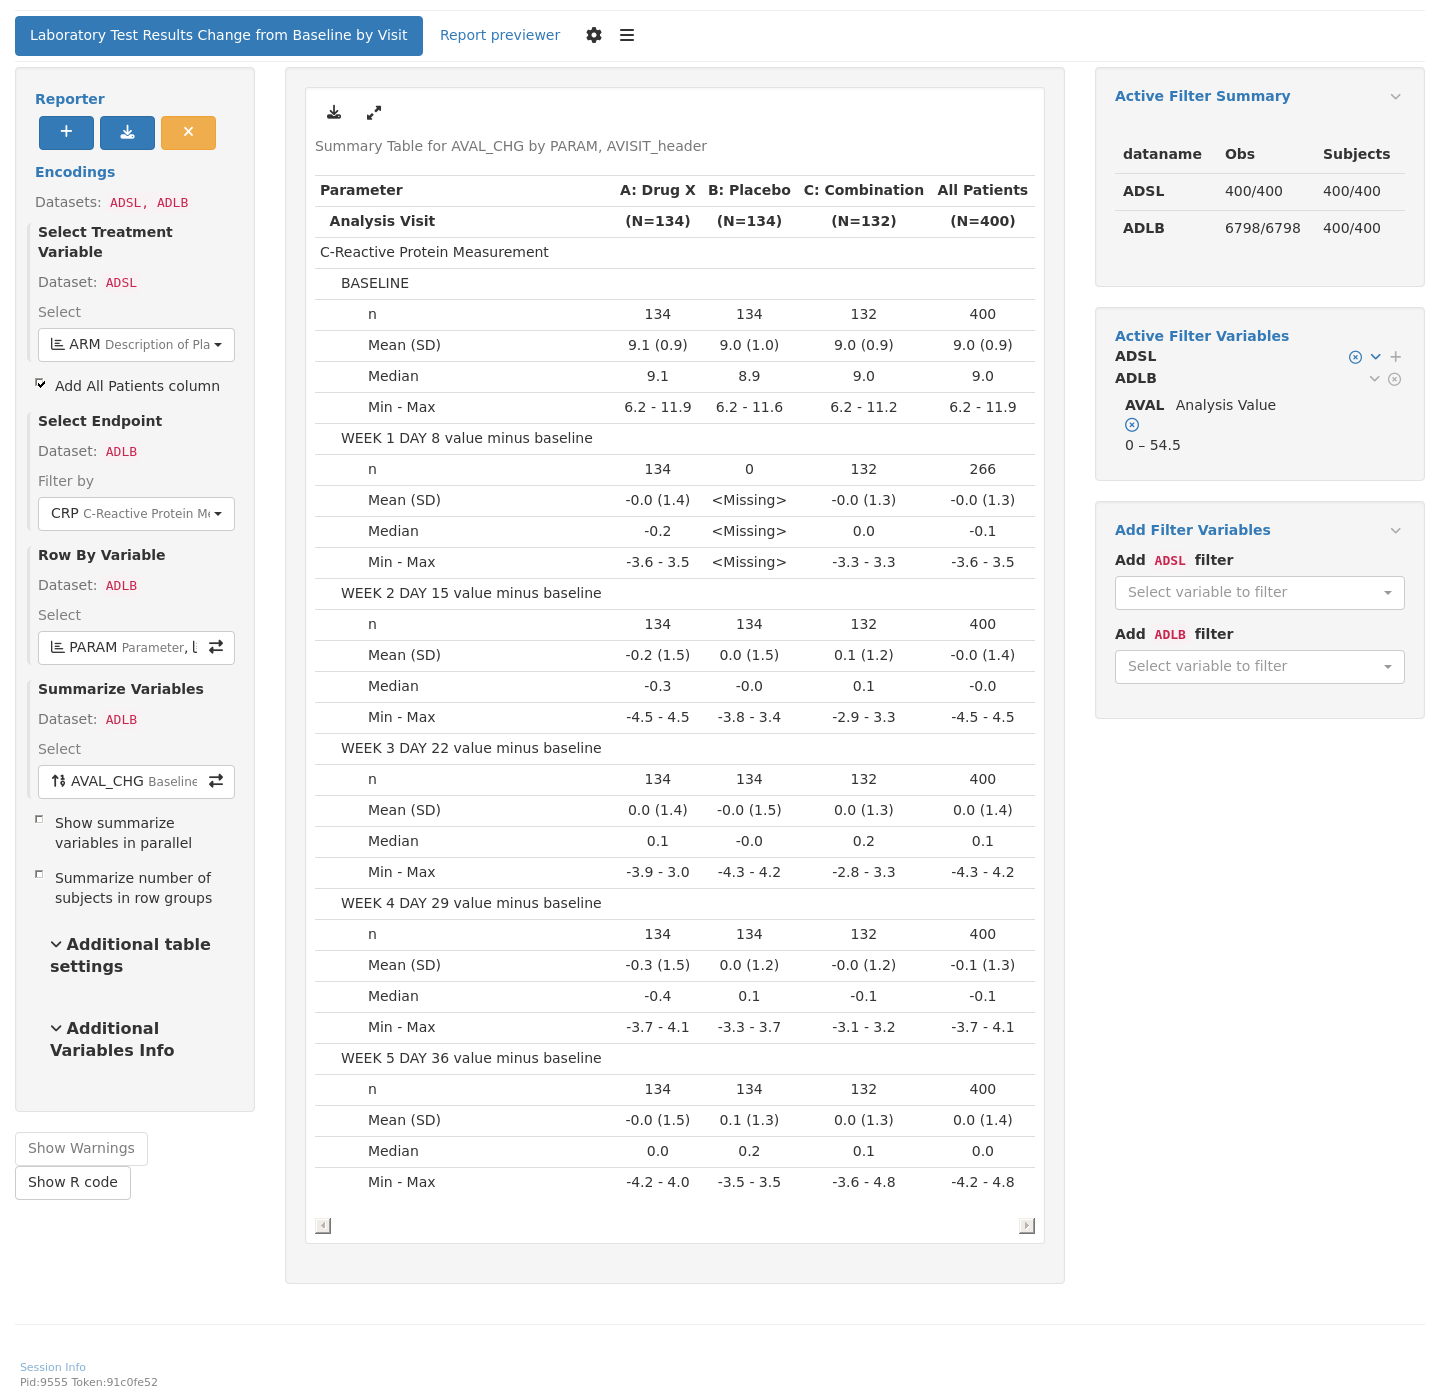 Laboratory Test Results Change from Baseline by Visit
Report previewer
Reporter
Encodings
Datasets: ADSL, ADLB
Select Treatment
Variable
Dataset: ADSL
Select
ARM Description of Pla
Add All Patients column
Select Endpoint
Dataset: ADLB
Filter by
CRP C-Reactive Protein
Row By Variable
Dataset: ADLB
Select
PARAM Parameter,
Summarize Variables
Dataset: ADLB
Select
AVAL_CHG Baseline
Show summarize
variables in parallel
Summarize number of
subjects in row groups
Additional table
settings
Additional
Variables Info
Show Warnings
Show R code
Summary Table for AVAL_CHG by PARAM, AVISIT_header
Parameter A: Drug X B: Placebo C: Combination All Patients
Analysis Visit (N=134) (N=134) (N=132) (N=400)
C-Reactive Protein Measurement
BASELINE
n 134 134 132 400
Mean (SD) 9.1 (0.9) 9.0 (1.0) 9.0 (0.9) 9.0 (0.9)
Median 9.1 8.9 9.0 9.0
Min - Max 6.2 - 11.9 6.2 - 11.6 6.2 - 11.2 6.2 - 11.9
WEEK 1 DAY 8 value minus baseline
n 134 0 132 266
Mean (SD) -0.0 (1.4) <Missing> -0.0 (1.3) -0.0 (1.3)
Median -0.2 <Missing> 0.0 -0.1
Min - Max -3.6 - 3.5 <Missing> -3.3 - 3.3 -3.6 - 3.5
WEEK 2 DAY 15 value minus baseline
n 134 134 132 400
Mean (SD) -0.2 (1.5) 0.0 (1.5) 0.1 (1.2) -0.0 (1.4)
Median -0.3 -0.0 0.1 -0.0
Min - Max -4.5 - 4.5 -3.8 - 3.4 -2.9 - 3.3 -4.5 - 4.5
WEEK 3 DAY 22 value minus baseline
n 134 134 132 400
Mean (SD) 0.0 (1.4) -0.0 (1.5) 0.0 (1.3) 0.0 (1.4)
Median 0.1 -0.0 0.2 0.1
Min - Max -3.9 - 3.0 -4.3 - 4.2 -2.8 - 3.3 -4.3 - 4.2
WEEK 4 DAY 29 value minus baseline
n 134 134 132 400
Mean (SD) -0.3 (1.5) 0.0 (1.2) -0.0 (1.2) -0.1 (1.3)
Median -0.4 0.1 -0.1 -0.1
Min - Max -3.7 - 4.1 -3.3 - 3.7 -3.1 - 3.2 -3.7 - 4.1
WEEK 5 DAY 36 value minus baseline
n 134 134 132 400
Mean (SD) -0.0 (1.5) 0.1 (1.3) 0.0 (1.3) 0.0 (1.4)
Median 0.0 0.2 0.1 0.0
Min - Max -4.2 - 4.0 -3.5 - 3.5 -3.6 - 4.8 -4.2 - 4.8
Active Filter Summary
dataname Obs Subjects
ADSL 400/400 400/400
ADLB 6798/6798 400/400
Active Filter Variables
ADSL
ADLB
AVAL Analysis Value
0 – 54.5
Add Filter Variables
Add ADSL filter
Select variable to filter
Add ADLB filter
Select variable to filter
Session Info
Pid:9555 Token:91c0fe52